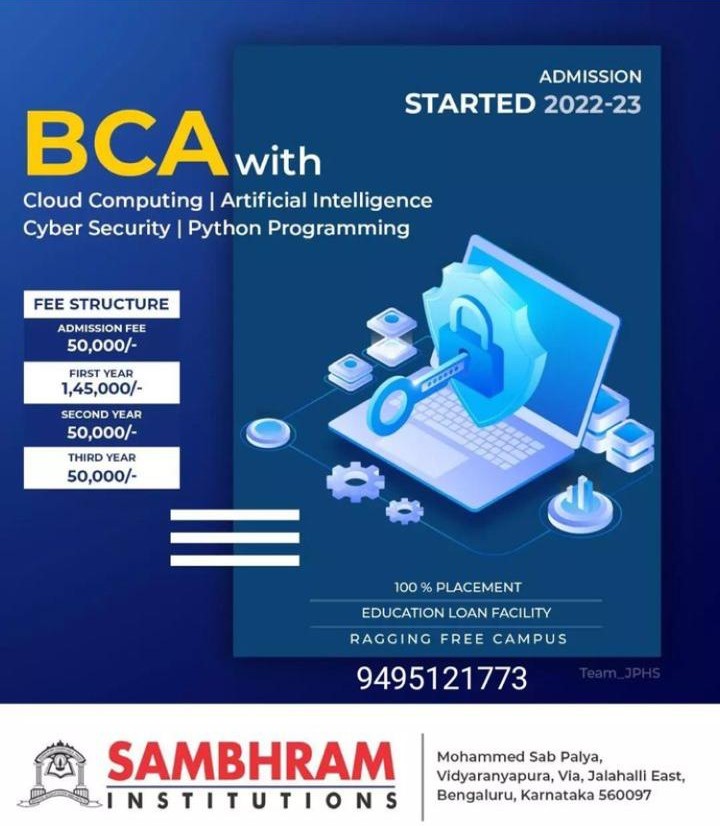 ADMISSION
STARTED 2022-23
BCA with
Cloud Computing | Artificial Intelligence
Cyber Security | Python Programming
FEE STRUCTURE
ADMISSION FEE
50,000/-
FIRST YEAR
1,45,000/-
SECOND YEAR
50,000/-
THIRD YEAR
50,000/-
100 % PLACEMENT
EDUCATION LOAN FACILITY
RAGGING FREE CAMPUS
9495121773
Team_JPHS
SAMBHRAM
INSTITUTIONS
Mohammed Sab Palya,
Vidyaranyapura, Via, Jalahalli East,
Bengaluru, Karnataka 560097